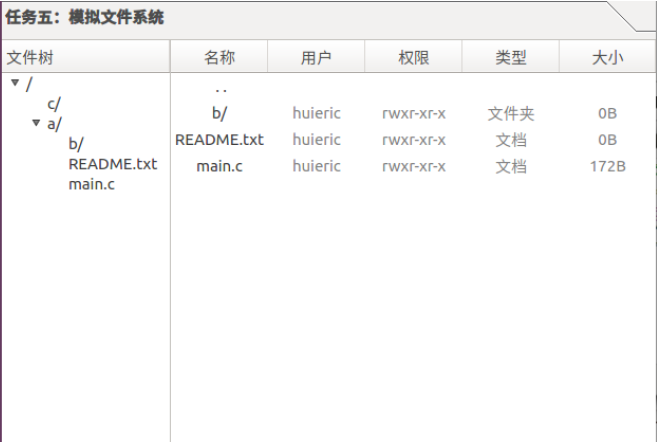 任务五：模拟文件系统
文件树 名称 用户 权限 类型 大小
/
c/
a/
b/
README.txt
main.c
..
b/ huieric rwxr-xr-x 文件夹 0B
README.txt huieric rwxr-xr-x 文档 0B
main.c huieric rwxr-xr-x 文档 172B